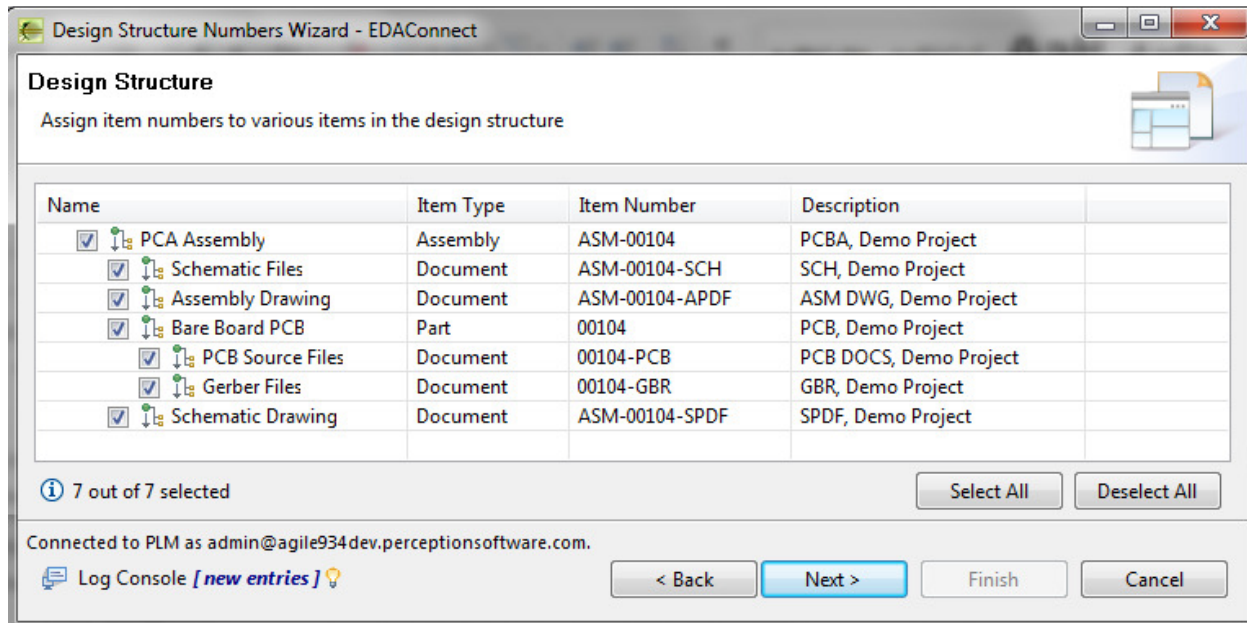 Design Structure Numbers Wizard - EDAConnect
Design Structure
Assign item numbers to various items in the design structure
Name Item Type Item Number Description
PCA Assembly Assembly ASM-00104 PCBA, Demo Project
Schematic Files Document ASM-00104-SCH SCH, Demo Project
Assembly Drawing Document ASM-00104-APDF ASM DWG, Demo Project
Bare Board PCB Part 00104 PCB, Demo Project
PCB Source Files Document 00104-PCB PCB DOCS, Demo Project
Gerber Files Document 00104-GBR GBR, Demo Project
Schematic Drawing Document ASM-00104-SPDF SPDF, Demo Project
7 out of 7 selected Select All Deselect All
Connected to PLM as admin@agile934dev.perceptionsoftware.com.
Log Console [ new entries ] < Back Next > Finish Cancel